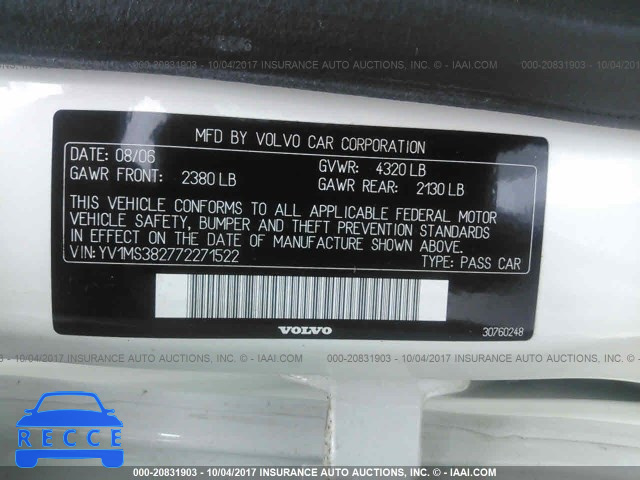 000-20831903 - 10/04/2017 INSURANCE AUTO AUCTIONS, INC. - IAAI.COM
MFD BY VOLVO CAR CORPORATION
DATE: 08/06
GVWR: 4320 LB
GAWR FRONT: 2380 LB
GAWR REAR: 2130 LB
THIS VEHICLE CONFORMS TO ALL APPLICABLE FEDERAL MOTOR
VEHICLE SAFETY, BUMPER AND THEFT PREVENTION STANDARDS
IN EFFECT ON THE DATE OF MANUFACTURE SHOWN ABOVE.
VIN: YV1MS382772271522
TYPE: PASS CAR
VOLVO
30760248
000-20831903 - 10/04/2017 INSURANCE AUTO AUCTIONS, INC. - IAAI.COM
RECCE
000-20831903 - 10/04/2017 INSURANCE AUTO AUCTIONS, INC. - IAAI.COM